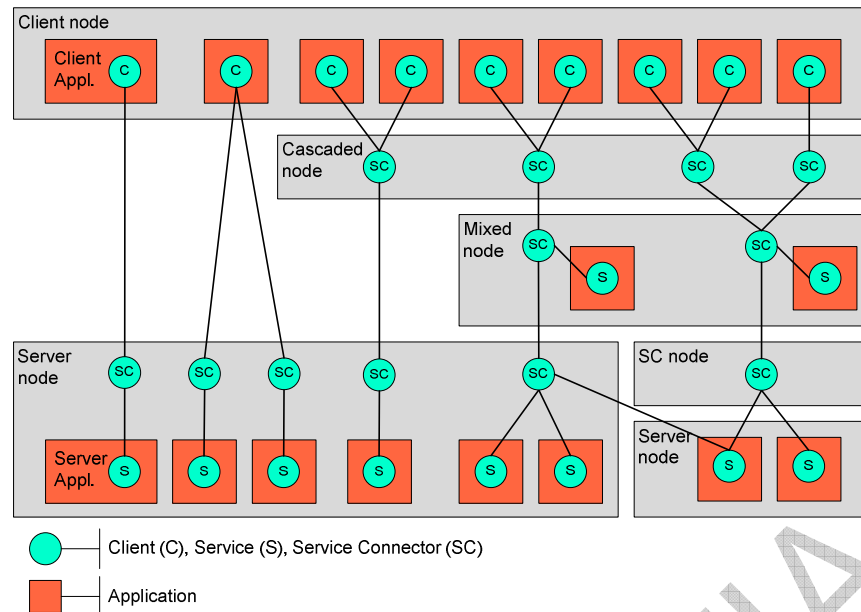 Client node
Client
Appl.
C
C
C
C
C
C
C
C
C
Cascaded
node
SC
SC
SC
SC
Mixed
node
SC
S
SC
S
Server
node
SC
SC
SC
SC
SC
SC node
SC
Server
Appl.
S
S
S
S
S
S
Server
node
S
S
Client (C), Service (S), Service Connector (SC)
Application